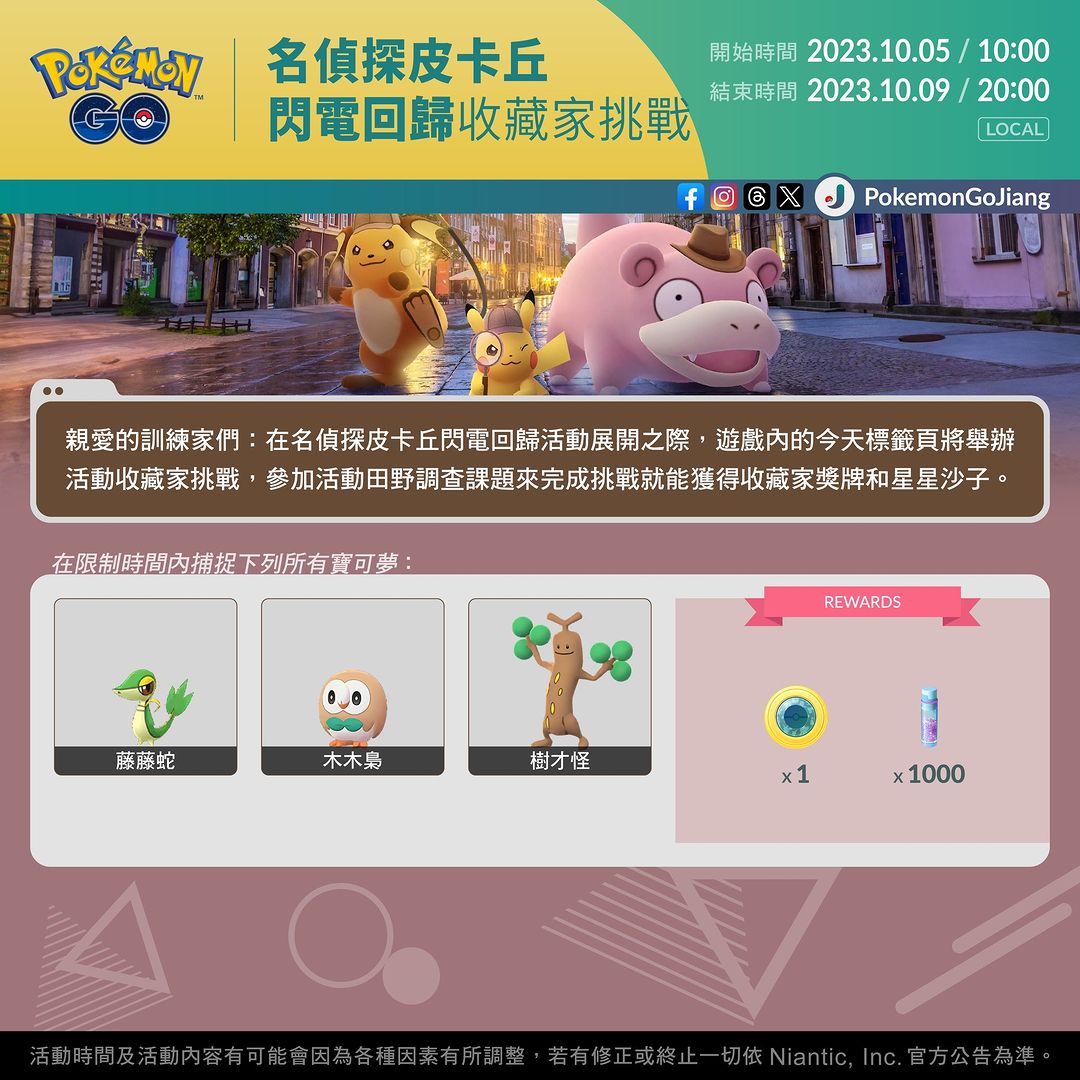 POKéMON GO™
名偵探皮卡丘
閃電回歸收藏家挑戰
開始時間 2023.10.05 / 10:00
結束時間 2023.10.09 / 20:00
LOCAL
PokemonGoJiang
親愛的訓練家們：在名偵探皮卡丘閃電回歸活動展開之際，遊戲內的今天標籤頁將舉辦
活動收藏家挑戰，參加活動田野調查課題來完成挑戰就能獲得收藏家獎牌和星星沙子。
在限制時間內捕捉下列所有寶可夢：
藤藤蛇
木木梟
樹才怪
REWARDS
x 1
x 1000
活動時間及活動內容有可能會因為各種因素有所調整，若有修正或終止一切依 Niantic, Inc. 官方公告為準。